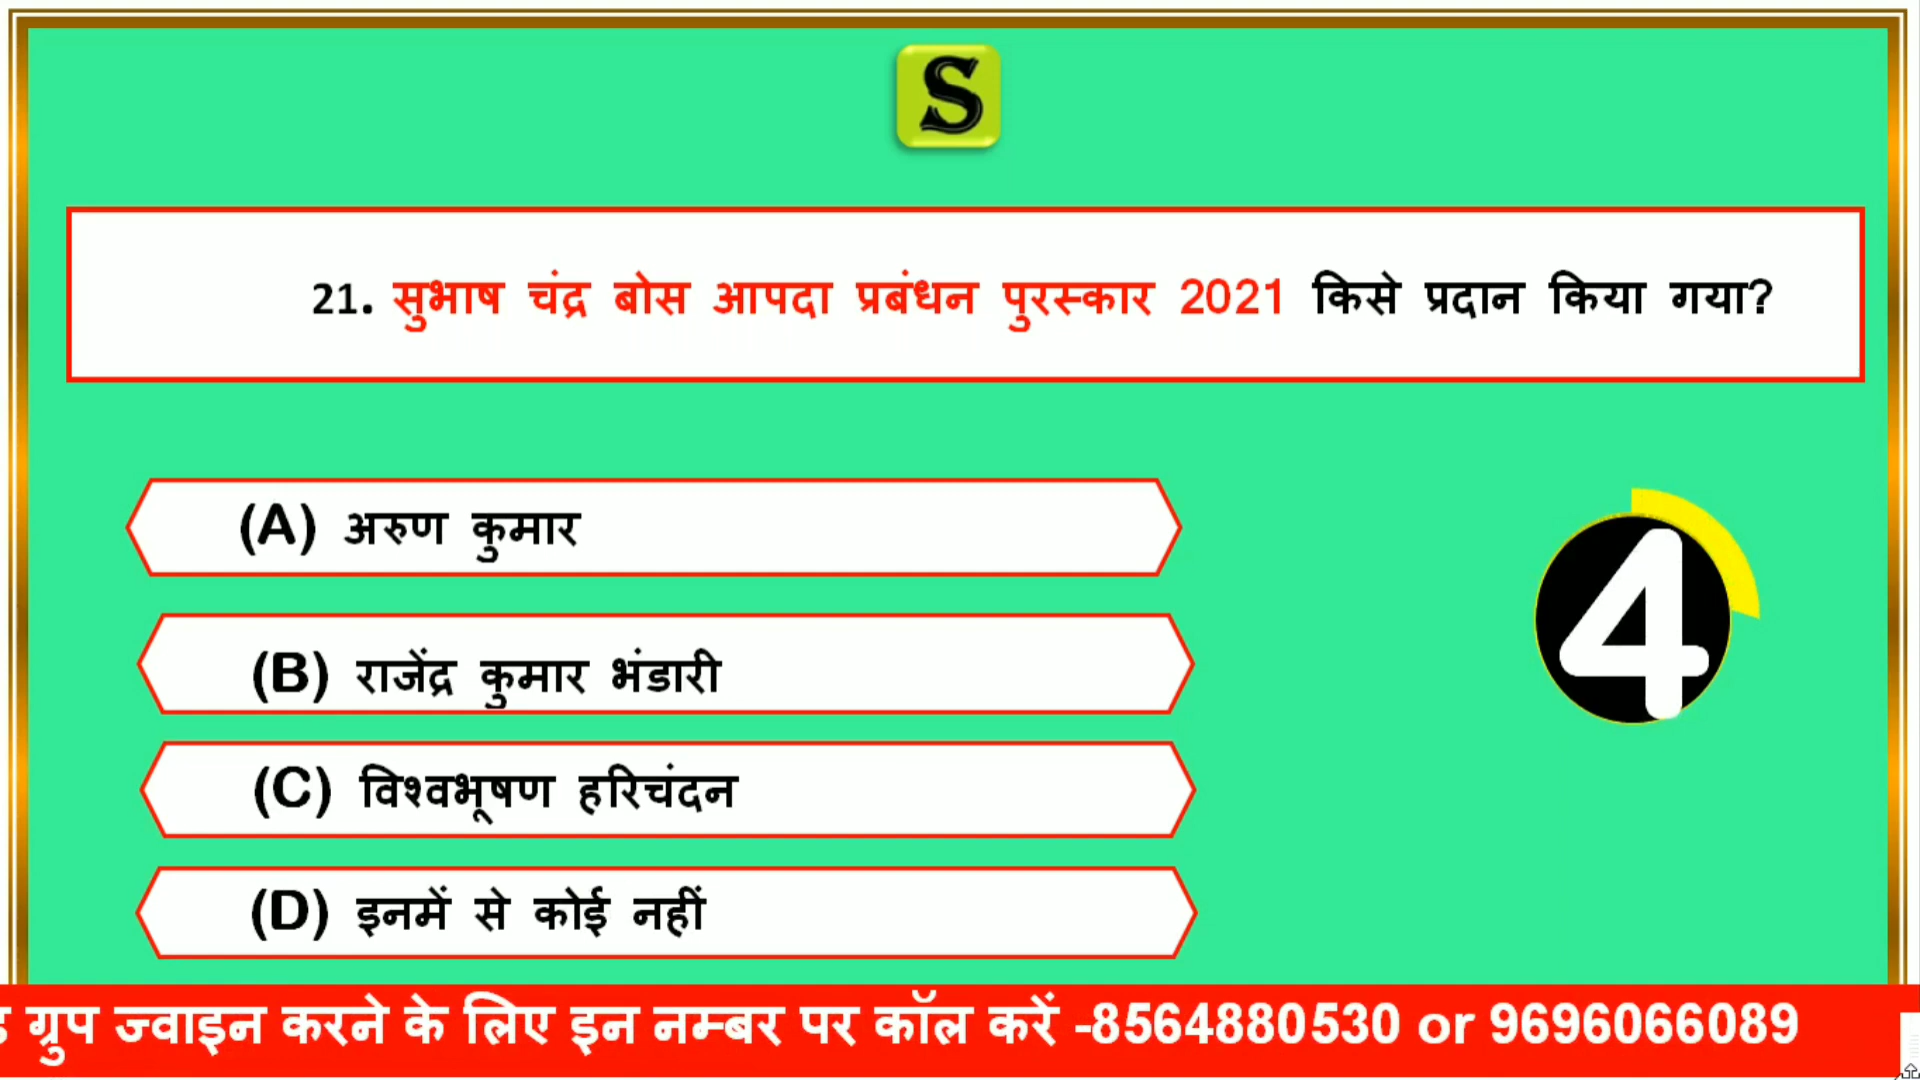 S
21. सुभाष चंद्र बोस आपदा प्रबंधन पुरस्कार 2021 किसे प्रदान किया गया?
(A) अरुण कुमार
(B) राजेंद्र कुमार भंडारी
4
(C) विश्वभूषण हरिचंदन
(D) इनमें से कोई नहीं
ग्रुप ज्वाइन करने के लिए इन नम्बर पर कॉल करें -8564880530 or 9696066089